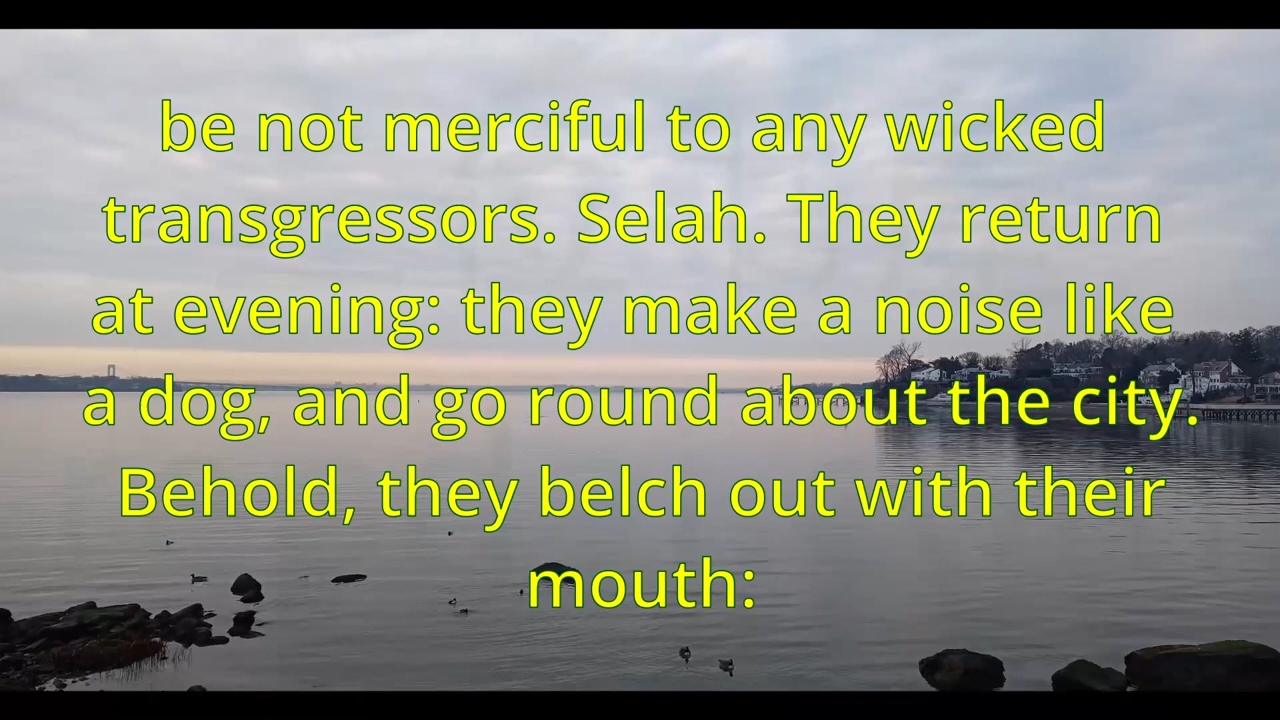 be not merciful to any wicked
transgressors. Selah. They return
at evening: they make a noise like
a dog, and go round about the city.
Behold, they belch out with their
mouth: